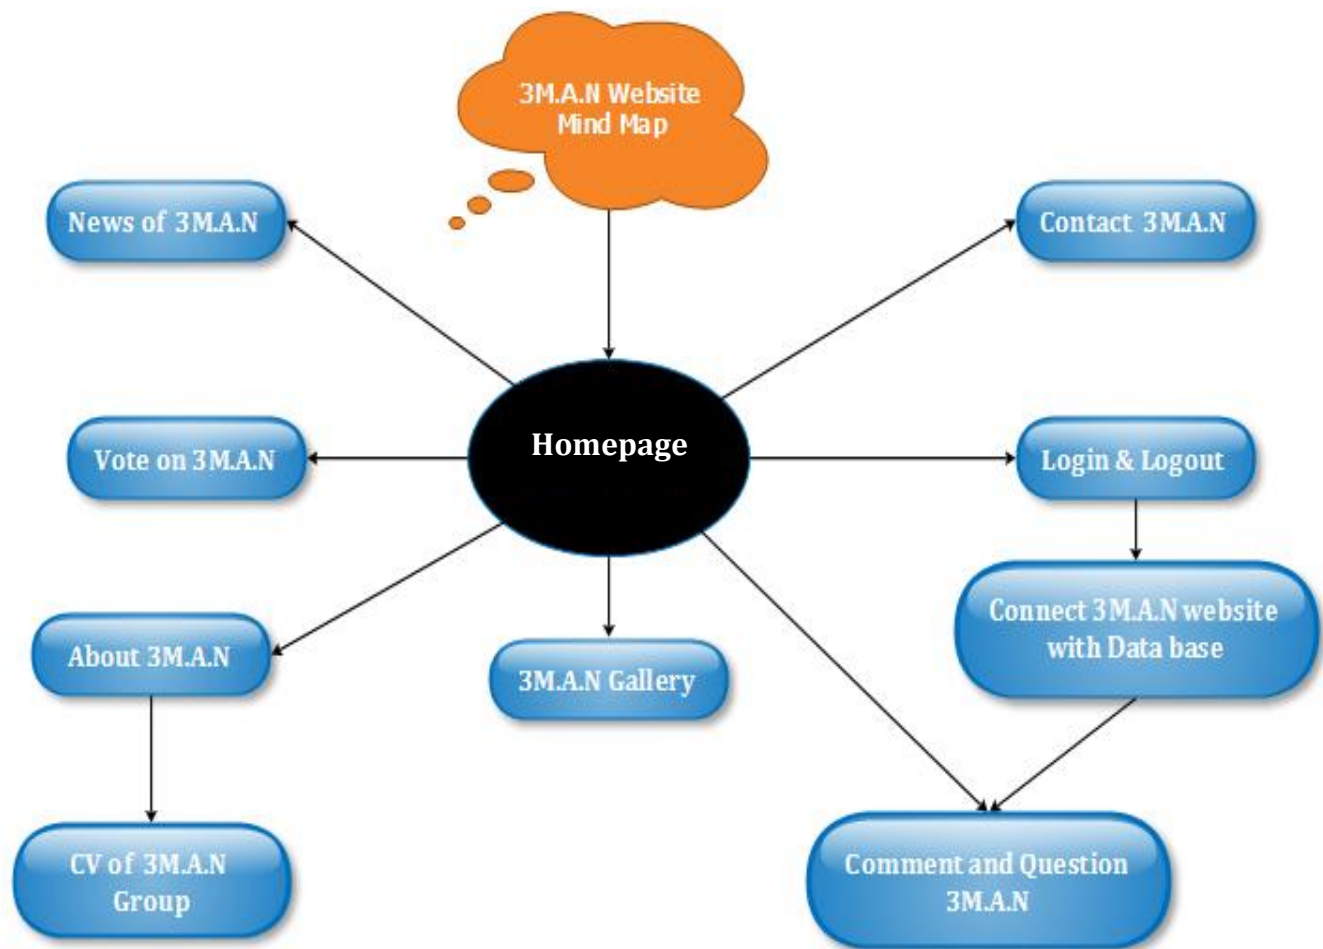 3M.A.N Website
Mind Map
News of 3M.A.N
Contact 3M.A.N
Homepage
Vote on 3M.A.N
Login & Logout
Connect 3M.A.N website
with Data base
About 3M.A.N
3M.A.N Gallery
CV of 3M.A.N
Group
Comment and Question
3M.A.N